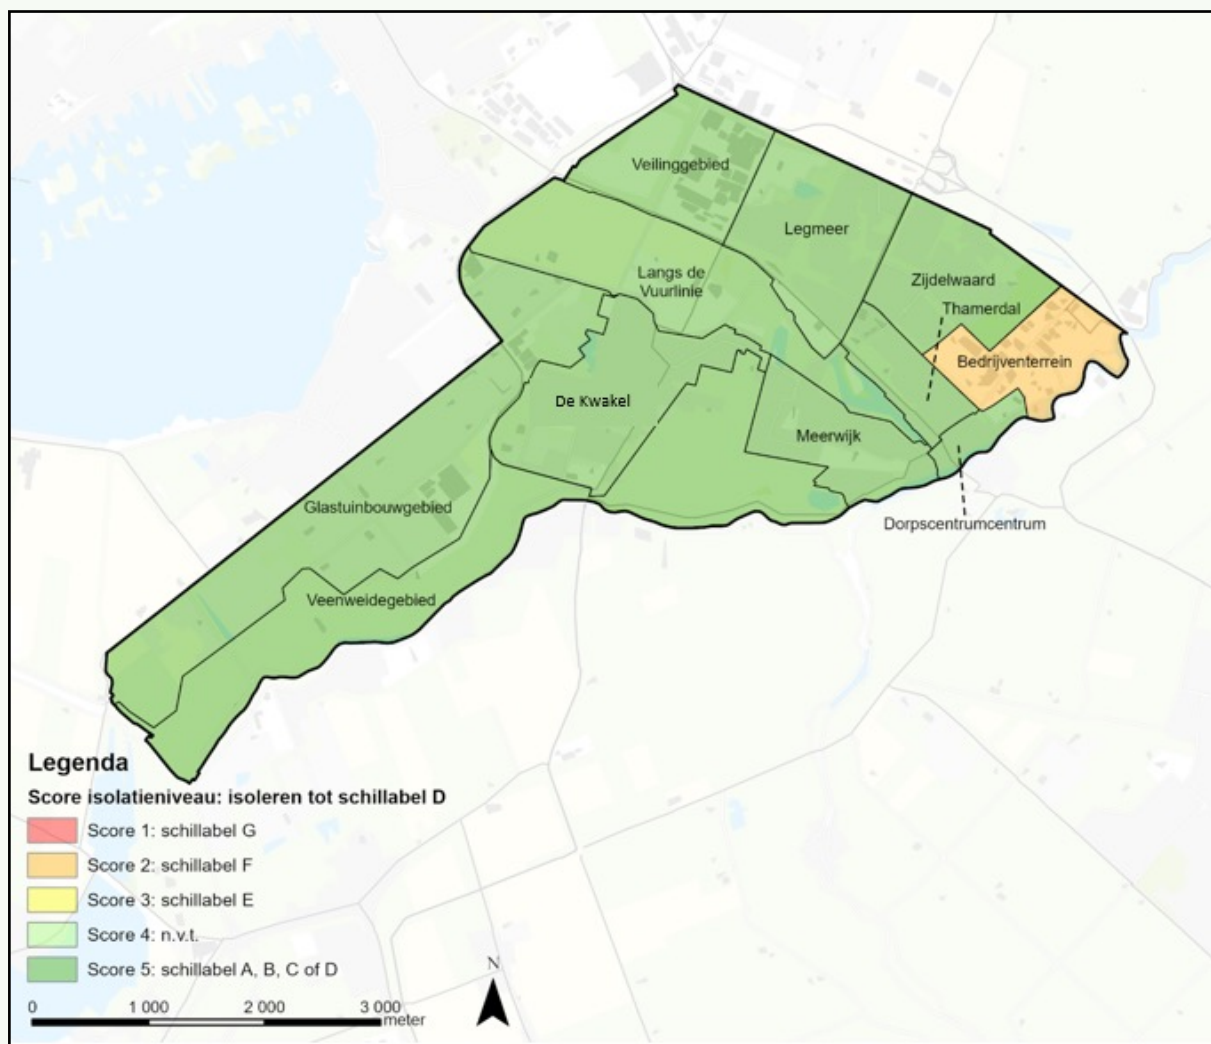 Veilinggebied
Legmeer
Langs de
Vuurlinie
Zijdelwaard
Thamerdal
Bedrijventerrein
De Kwakel
Meerwijk
Glastuinbouwgebied
Dorpscentrumcentrum
Veenweidegebied
Legenda
Score isolatieniveau: isoleren tot schillabel D
Score 1: schillabel G
Score 2: schillabel F
Score 3: schillabel E
Score 4: n.v.t.
Score 5: schillabel A, B, C of D
0 1 000 2 000 3 000
meter
N